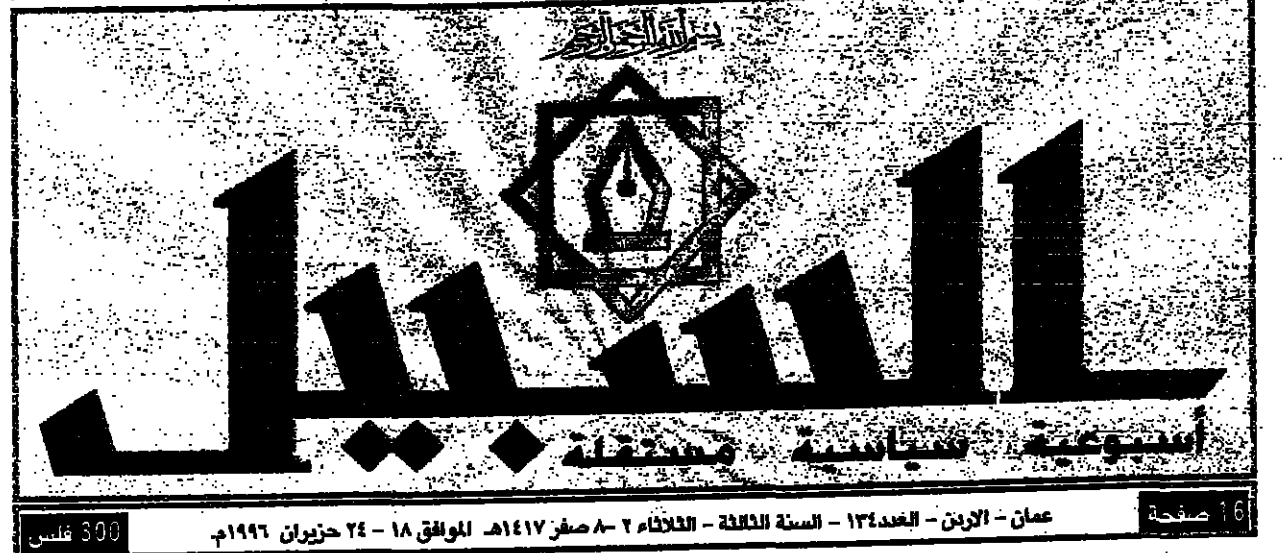 بسم الله الرحمن الرحيم
السبيل
أسبوعية سياسية مستقلة
16 صفحة
عمان - الاردن - العدد ١٣٤ - السنة الثالثة - الثلاثاء ٢ -٨ صفر ١٤١٧هـ الموافق ١٨ - ٢٤ حزيران ١٩٩٦م.
300 فلس